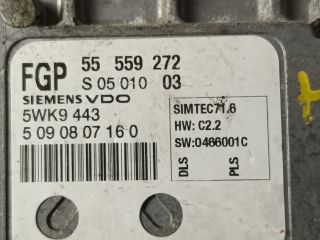 FGP 55 559 272
S 05 010 03
SIEMENS VDO
5WK9 443
5 09 08 07 16 0
SIMTEC71.6
HW: C2.2
SW:0466001C
DLS
PLS